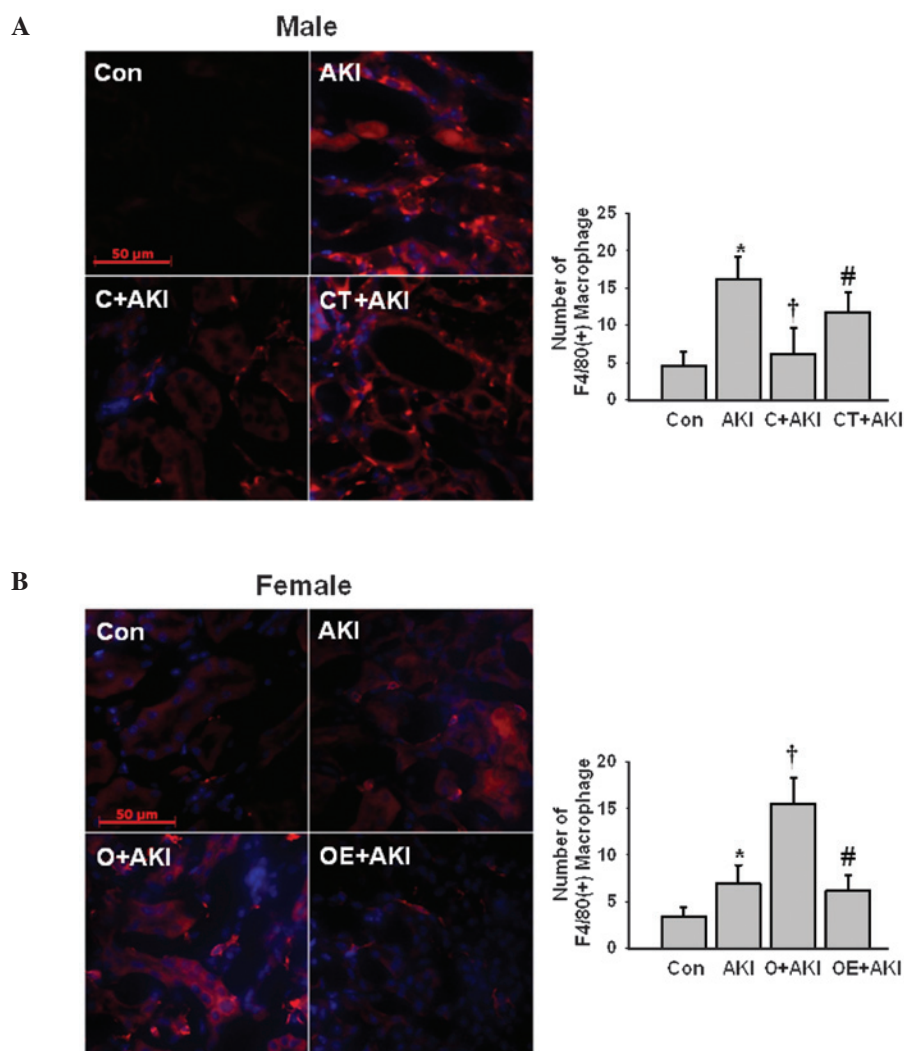 A
Male
Con
AKI
50 µm
C+AKI
CT+AKI
Number of
F4/80(+) Macrophage
25
20
15
10
5
0
*
†
#
Con AKI C+AKI CT+AKI
B
Female
Con
AKI
50 µm
O+AKI
OE+AKI
Number of
F4/80(+) Macrophage
20
15
10
5
0
*
†
#
Con AKI O+AKI OE+AKI